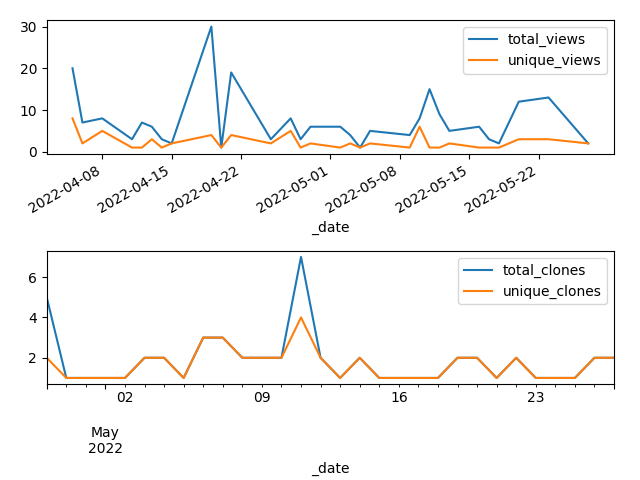 30
20
10
0
total_views
unique_views
2022-04-08
2022-04-15
2022-04-22
2022-05-01
2022-05-08
2022-05-15
2022-05-22
_date
6
4
2
total_clones
unique_clones
02
09
16
23
May
2022
_date